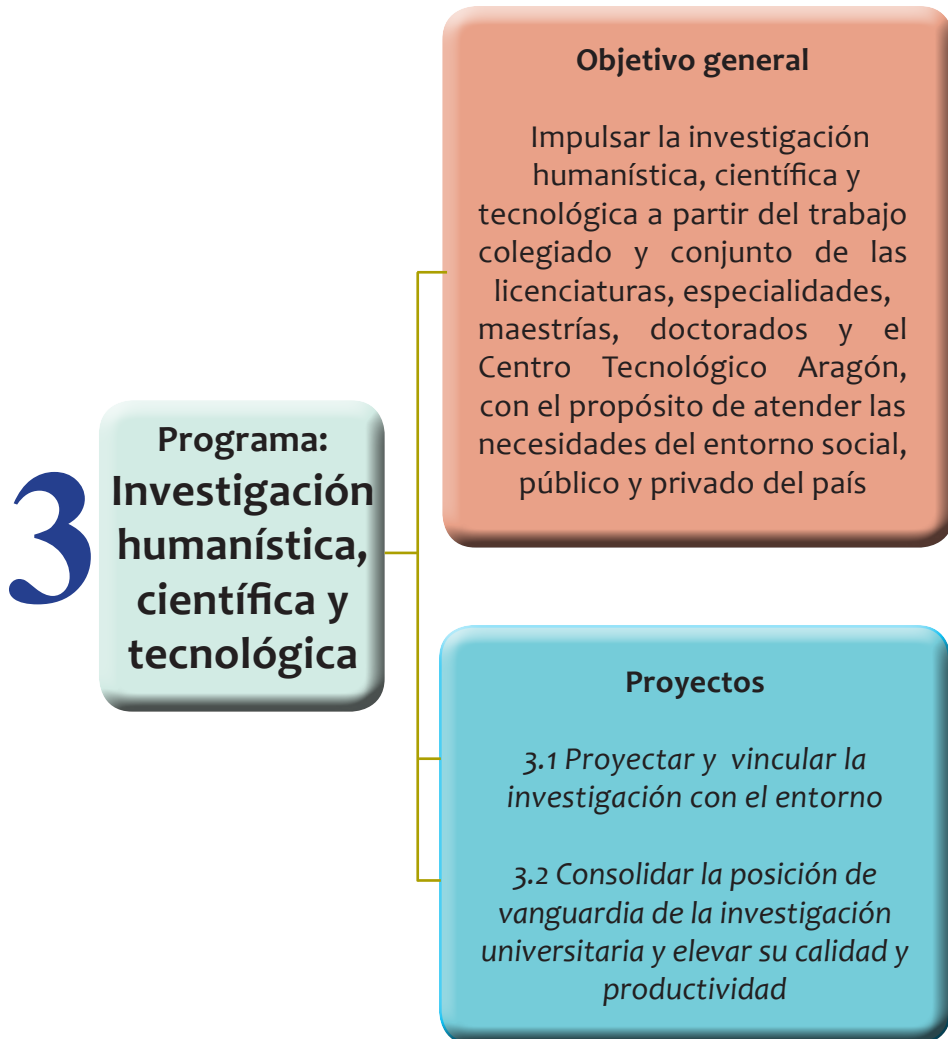 3
Programa:
Investigación
humanística,
científica y
tecnológica
Objetivo general
Impulsar la investigación
humanística, científica y
tecnológica a partir del trabajo
colegiado y conjunto de las
licenciaturas, especialidades,
maestrías, doctorados y el
Centro Tecnológico Aragón,
con el propósito de atender las
necesidades del entorno social,
público y privado del país
Proyectos
3.1 Proyectar y vincular la
investigación con el entorno
3.2 Consolidar la posición de
vanguardia de la investigación
universitaria y elevar su calidad y
productividad